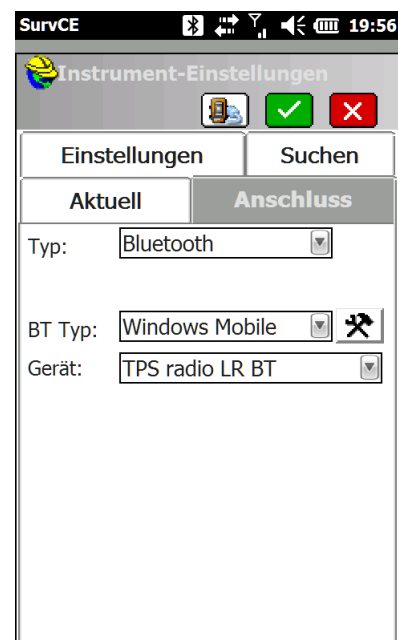 SurvCE 19:56
Instrument-Einstellungen
Einstellungen Suchen
Aktuell Anschluss
Typ: Bluetooth
BT Typ: Windows Mobile
Gerät: TPS radio LR BT